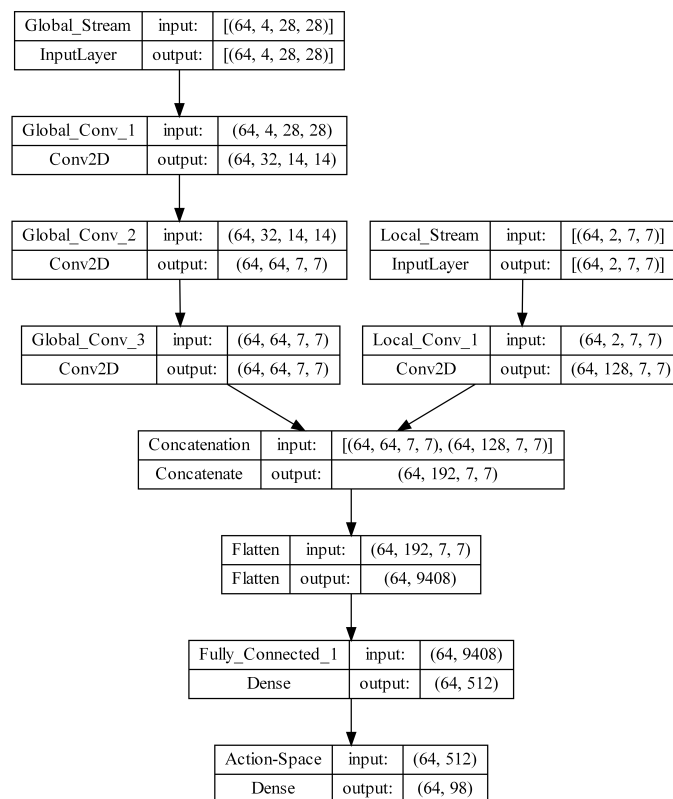 Global_Stream input: [(64, 4, 28, 28)]
InputLayer output: [(64, 4, 28, 28)]
Global_Conv_1 input: (64, 4, 28, 28)
Conv2D output: (64, 32, 14, 14)
Global_Conv_2 input: (64, 32, 14, 14)
Conv2D output: (64, 64, 7, 7)
Local_Stream input: [(64, 2, 7, 7)]
InputLayer output: [(64, 2, 7, 7)]
Global_Conv_3 input: (64, 64, 7, 7)
Conv2D output: (64, 64, 7, 7)
Local_Conv_1 input: (64, 2, 7, 7)
Conv2D output: (64, 128, 7, 7)
Concatenation input: [(64, 64, 7, 7), (64, 128, 7, 7)]
Concatenate output: (64, 192, 7, 7)
Flatten input: (64, 192, 7, 7)
Flatten output: (64, 9408)
Fully_Connected_1 input: (64, 9408)
Dense output: (64, 512)
Action-Space input: (64, 512)
Dense output: (64, 98)